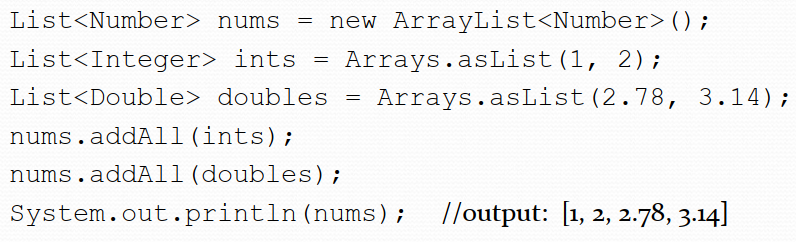 List<Number> nums = new ArrayList<Number>();
List<Integer> ints = Arrays.asList(1, 2);
List<Double> doubles = Arrays.asList(2.78, 3.14);
nums.addAll(ints);
nums.addAll(doubles);
System.out.println(nums); //output: [1, 2, 2.78, 3.14]